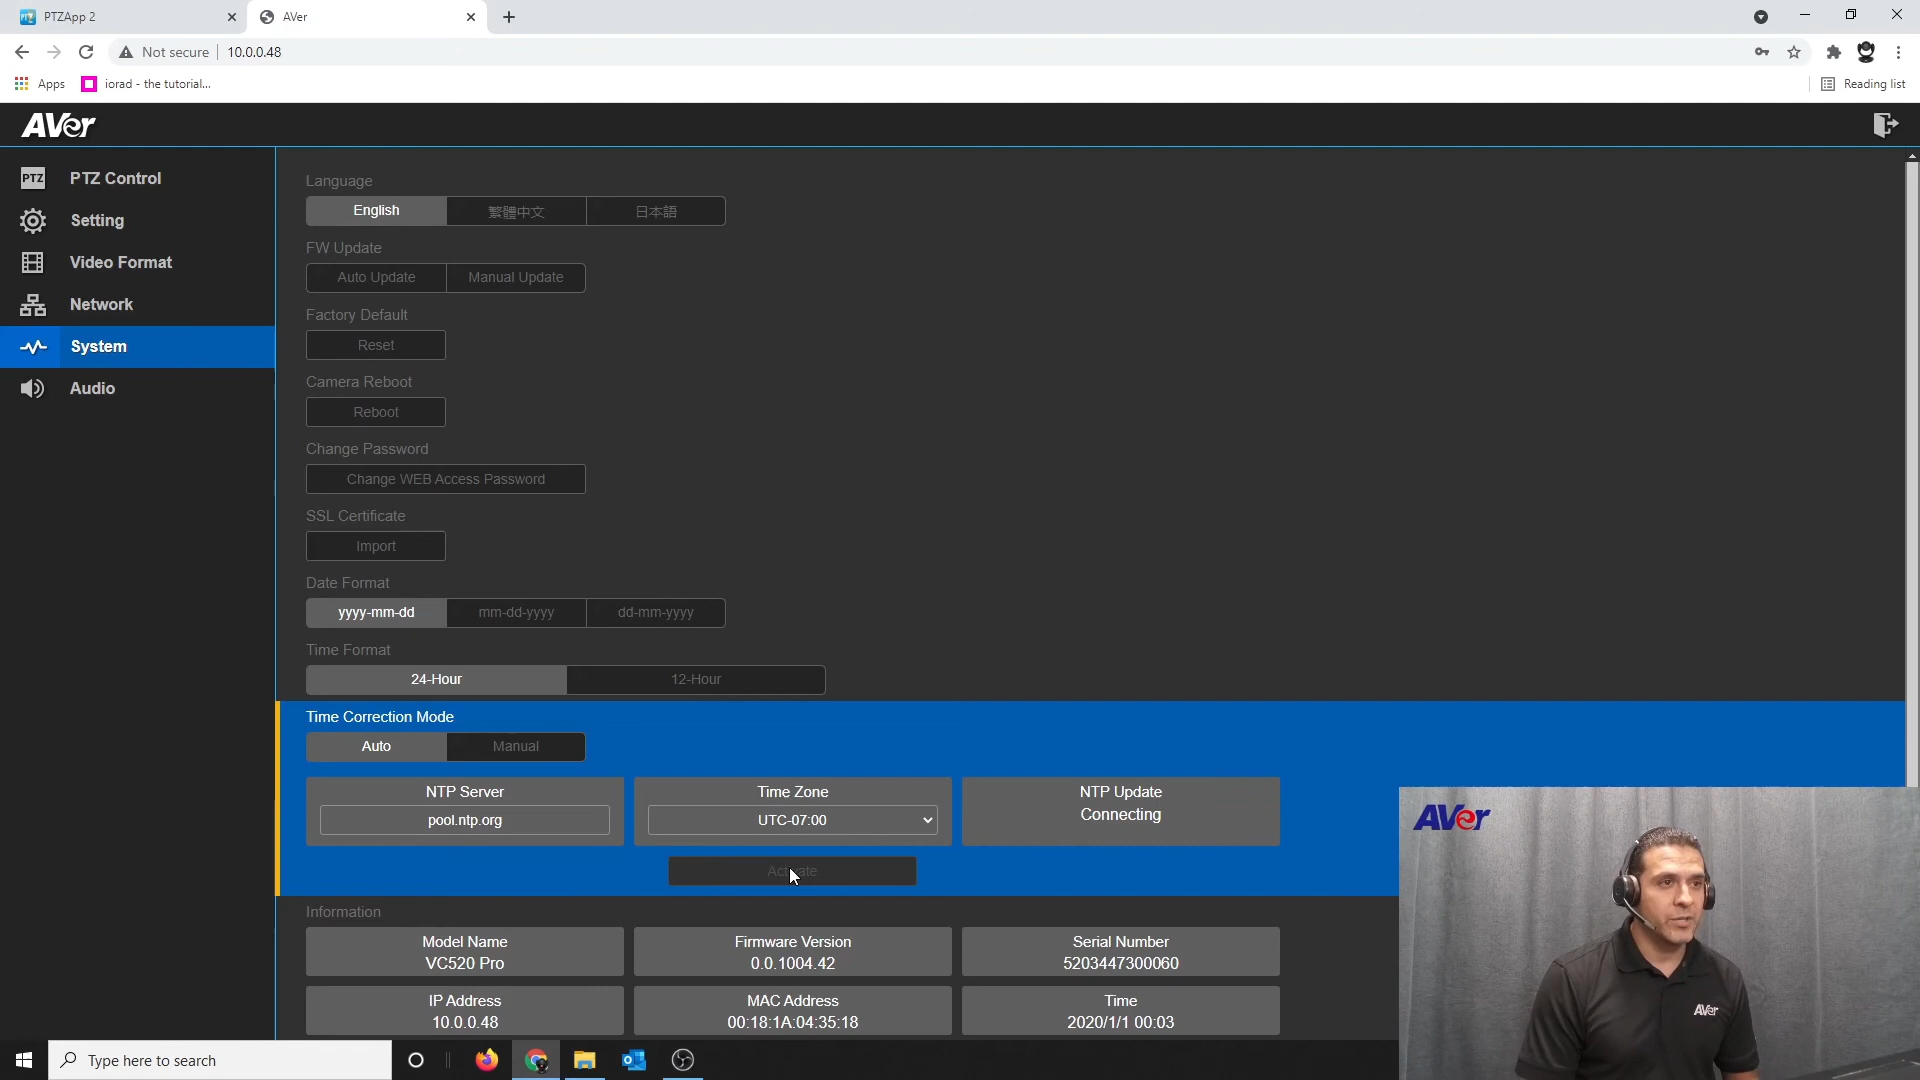 PTZApp 2
AVer
Not secure
10.0.0.48
Apps
iorad - the tutorial...
Reading list
AVer
PTZ PTZ Control
Setting
Video Format
Network
System
Audio
Language
English 繁體中文 日本語
FW Update
Auto Update Manual Update
Factory Default
Reset
Camera Reboot
Reboot
Change Password
Change WEB Access Password
SSL Certificate
Import
Date Format
yyyy-mm-dd mm-dd-yyyy dd-mm-yyyy
Time Format
24-Hour 12-Hour
Time Correction Mode
Auto Manual
NTP Server
pool.ntp.org
Time Zone
UTC-07:00
NTP Update
Connecting
Activate
Information
Model Name
VC520 Pro
Firmware Version
0.0.1004.42
Serial Number
5203447300060
IP Address
10.0.0.48
MAC Address
00:18:1A:04:35:18
Time
2020/1/1 00:03
AVer
AVer
Type here to search